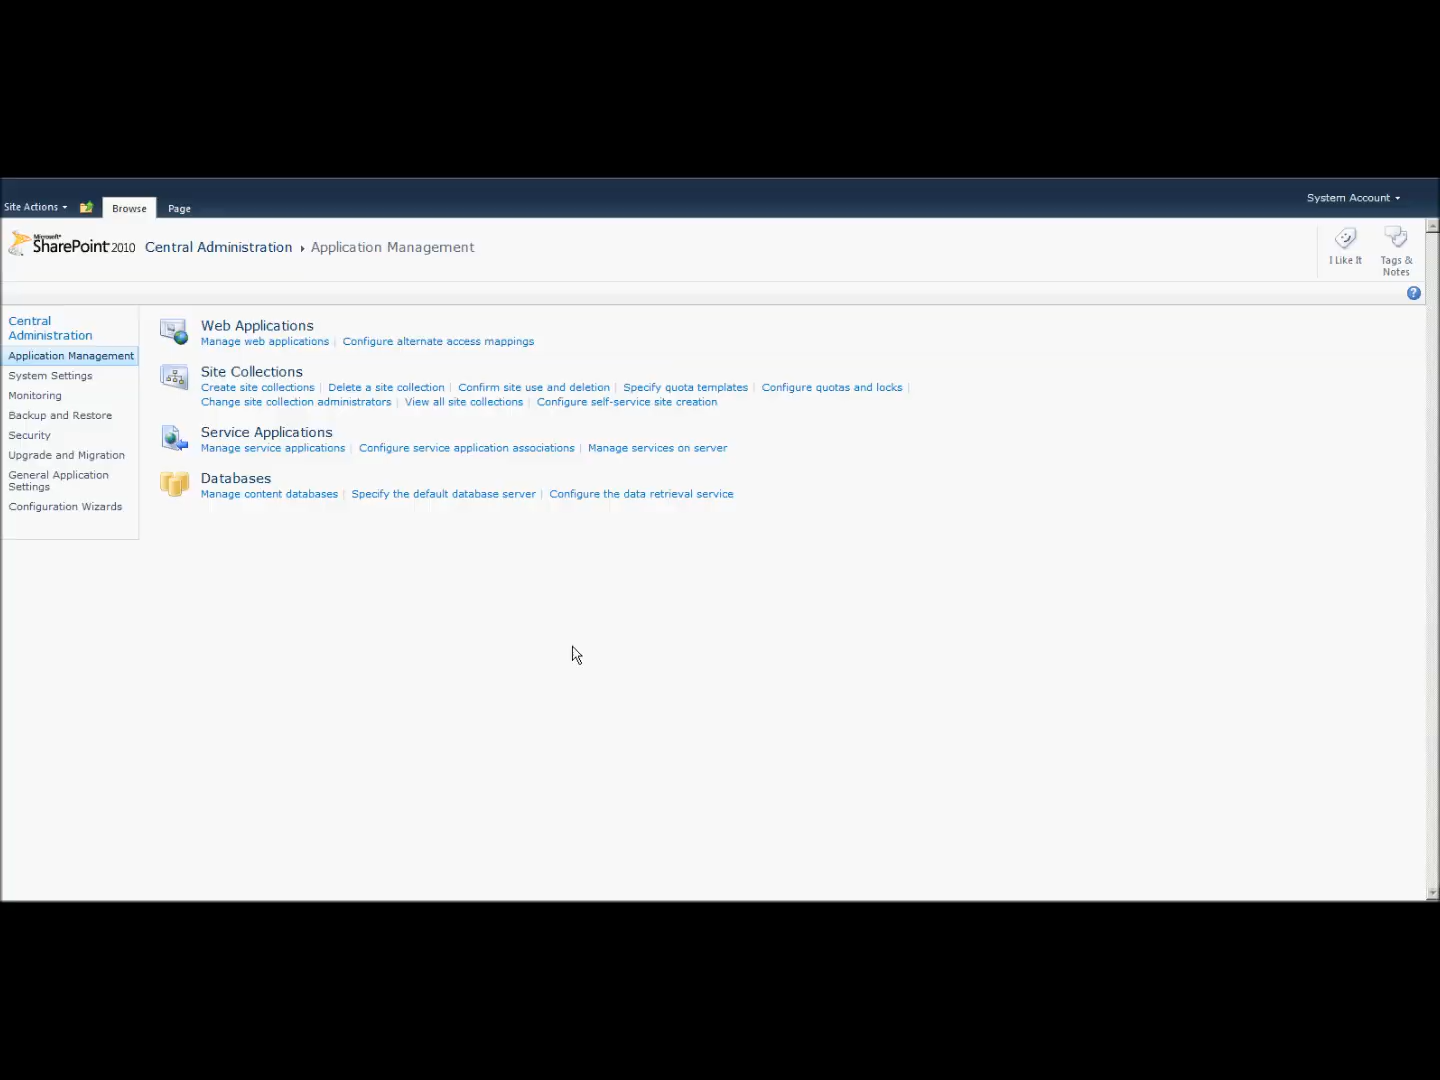 System Account
Site Actions Browse Page
Microsoft
SharePoint 2010 Central Administration Application Management
I Like It Tags &
Notes
Central
Administration
Application Management
System Settings
Monitoring
Backup and Restore
Security
Upgrade and Migration
General Application
Settings
Configuration Wizards
Web Applications
Manage web applications | Configure alternate access mappings
Site Collections
Create site collections | Delete a site collection | Confirm site use and deletion | Specify quota templates | Configure quotas and locks |
Change site collection administrators | View all site collections | Configure self-service site creation
Service Applications
Manage service applications | Configure service application associations | Manage services on server
Databases
Manage content databases | Specify the default database server | Configure the data retrieval service